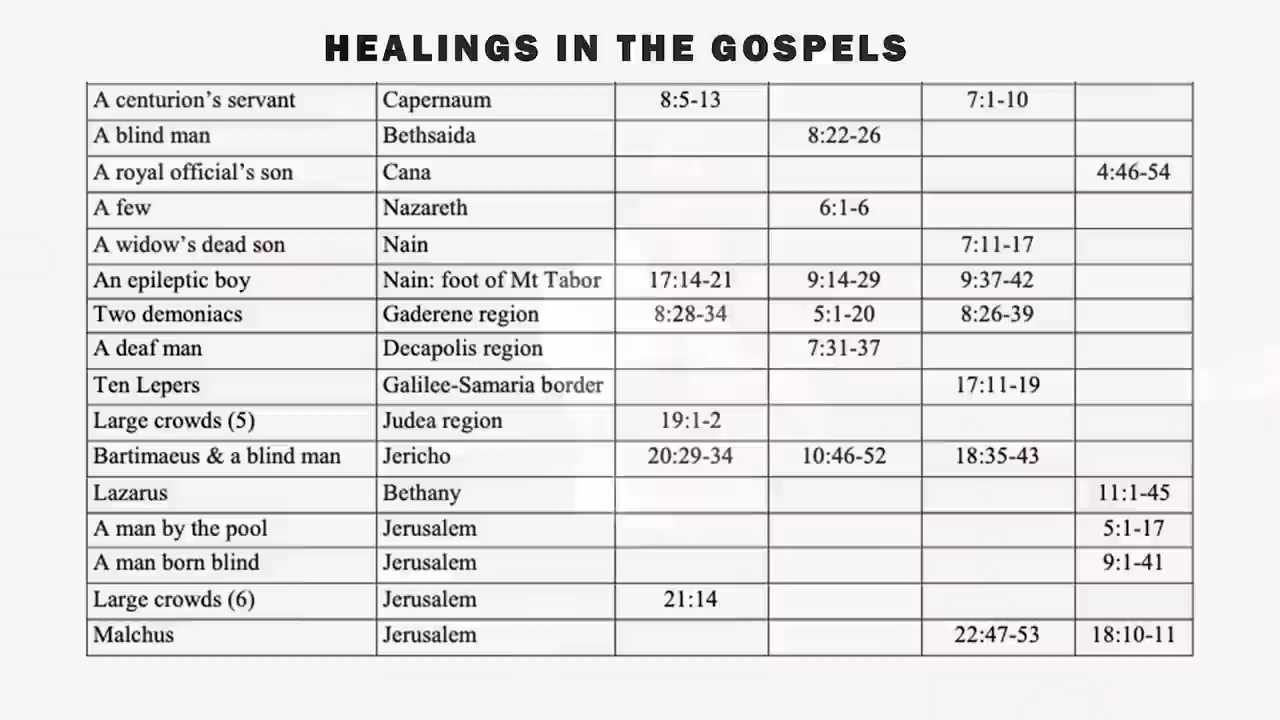 HEALINGS IN THE GOSPELS
A centurion's servant Capernaum 8:5-13 7:1-10
A blind man Bethsaida 8:22-26
A royal official's son Cana 4:46-54
A few Nazareth 6:1-6
A widow's dead son Nain 7:11-17
An epileptic boy Nain: foot of Mt Tabor 17:14-21 9:14-29 9:37-42
Two demoniacs Gaderene region 8:28-34 5:1-20 8:26-39
A deaf man Decapolis region 7:31-37
Ten Lepers Galilee-Samaria border 17:11-19
Large crowds (5) Judea region 19:1-2
Bartimaeus & a blind man Jericho 20:29-34 10:46-52 18:35-43
Lazarus Bethany 11:1-45
A man by the pool Jerusalem 5:1-17
A man born blind Jerusalem 9:1-41
Large crowds (6) Jerusalem 21:14
Malchus Jerusalem 22:47-53 18:10-11